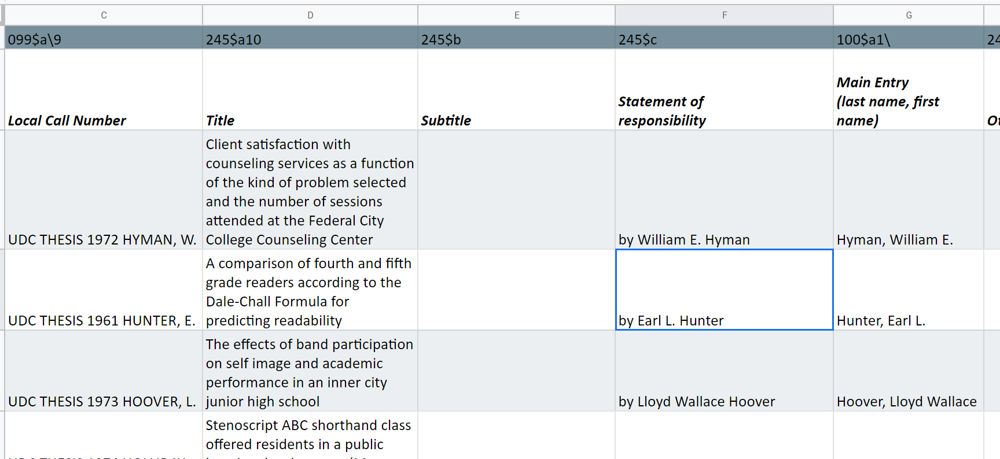 C D E F G
099$a\9 245$a10 245$b 245$c 100$a1\ 24
Local Call Number
Title
Subtitle
Statement of
responsibility
Main Entry
(last name, first
name)
UDC THESIS 1972 HYMAN, W.
Client satisfaction with
counseling services as a function
of the kind of problem selected
and the number of sessions
attended at the Federal City
College Counseling Center
by William E. Hyman
Hyman, William E.
UDC THESIS 1961 HUNTER, E.
A comparison of fourth and fifth
grade readers according to the
Dale-Chall Formula for
predicting readability
by Earl L. Hunter
Hunter, Earl L.
UDC THESIS 1973 HOOVER, L.
The effects of band participation
on self image and academic
performance in an inner city
junior high school
by Lloyd Wallace Hoover
Hoover, Lloyd Wallace
Stenoscript ABC shorthand class
offered residents in a public